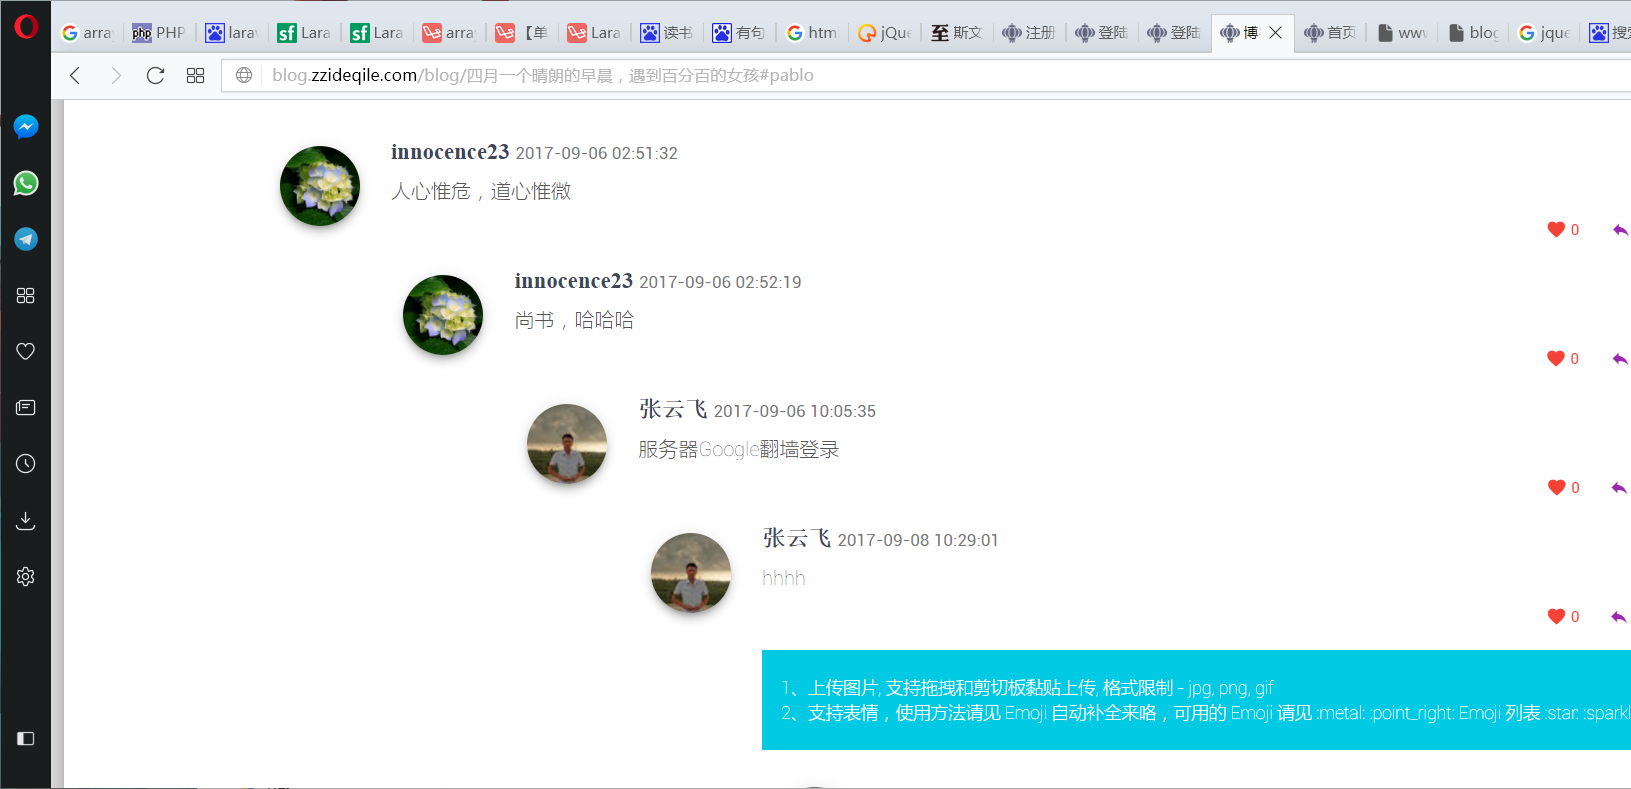 arra
PHP
larav
Lara
Lara
array
【单
Lara
读书
有句
htm
jQue
斯文
注册
登陆
登陆
博
首页
www
blog
jque
搜索
blog.zzideqile.com/blog/四月一个晴朗的早晨，遇到百分百的女孩#pablo
innocence23 2017-09-06 02:51:32
人心惟危，道心惟微
0
innocence23 2017-09-06 02:52:19
尚书，哈哈哈
0
张云飞 2017-09-06 10:05:35
服务器Google翻墙登录
0
张云飞 2017-09-08 10:29:01
hhhh
0
1、上传图片, 支持拖拽和剪切板黏贴上传, 格式限制 - jpg, png, gif
2、支持表情，使用方法请见 Emoji 自动补全来咯，可用的 Emoji 请见 :metal: :point_right: Emoji 列表 :star: :sparkl